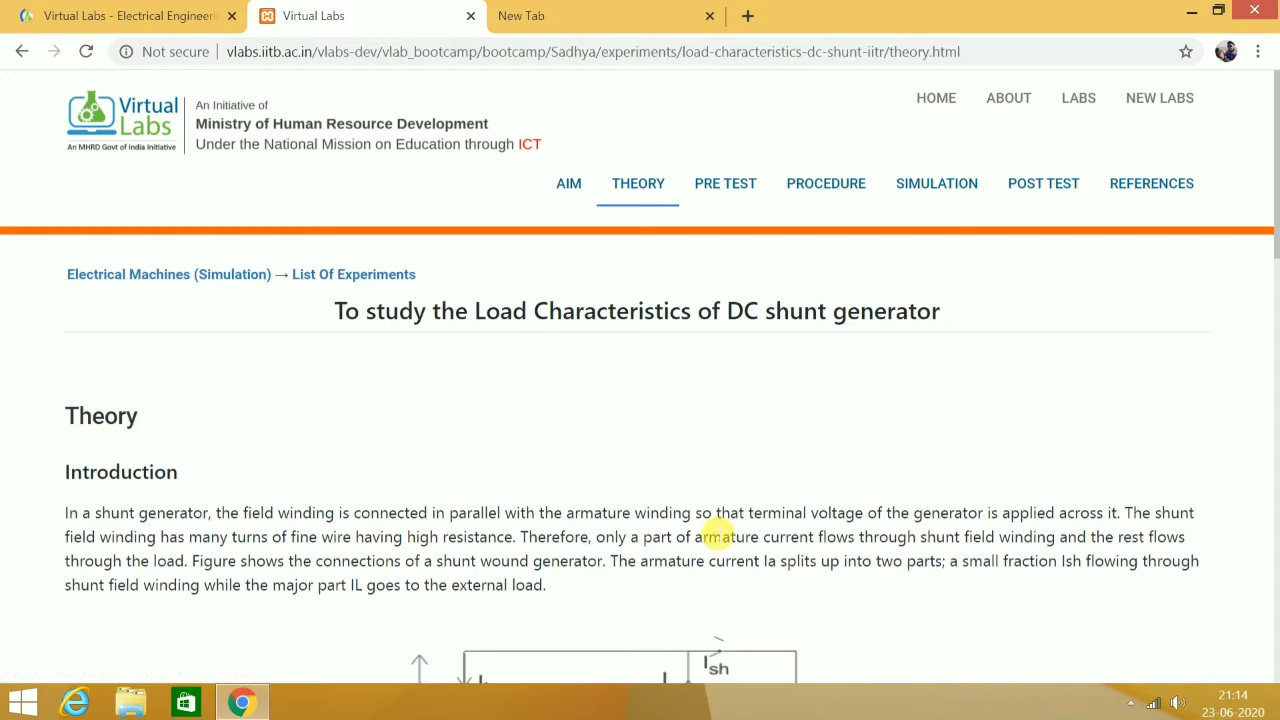 Virtual Labs - Electrical Engineeri
Virtual Labs
New Tab
Not secure
vlabs.iitb.ac.in/vlabs-dev/vlab_bootcamp/bootcamp/Sadhya/experiments/load-characteristics-dc-shunt-iitr/theory.html
Virtual Labs
An MHRD Govt of India Initiative
An Initiative of
Ministry of Human Resource Development
Under the National Mission on Education through ICT
HOME ABOUT LABS NEW LABS
AIM THEORY PRE TEST PROCEDURE SIMULATION POST TEST REFERENCES
Electrical Machines (Simulation) → List Of Experiments
To study the Load Characteristics of DC shunt generator
Theory
Introduction
In a shunt generator, the field winding is connected in parallel with the armature winding so that terminal voltage of the generator is applied across it. The shunt
field winding has many turns of fine wire having high resistance. Therefore, only a part of armature current flows through shunt field winding and the rest flows
through the load. Figure shows the connections of a shunt wound generator. The armature current Ia splits up into two parts; a small fraction Ish flowing through
shunt field winding while the major part IL goes to the external load.
Ish
21:14
23-06-2020